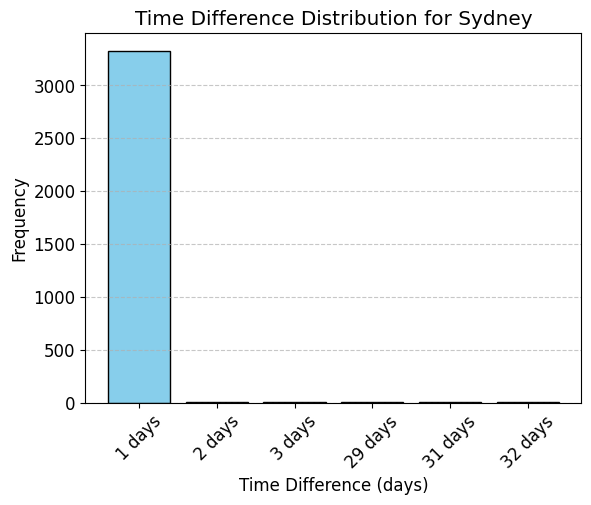 Time Difference Distribution for Sydney
Frequency
3000
2500
2000
1500
1000
500
0
1 days
2 days
3 days
29 days
31 days
32 days
Time Difference (days)